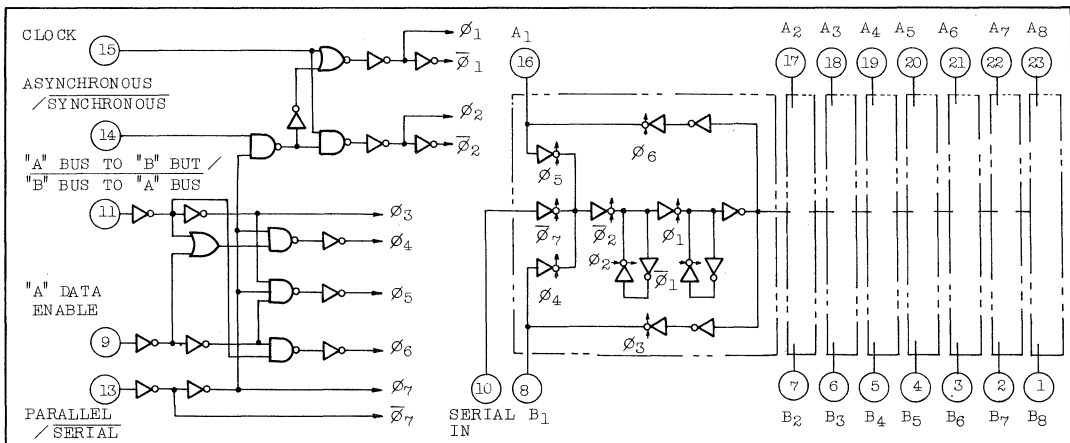 CLOCK
15
ASYNCHRONOUS
/SYNCHRONOUS
14
"A" BUS TO "B" BUT /
"B" BUS TO "A" BUS
11
"A" DATA
ENABLE
9
13
PARALLEL
/SERIAL
ø1
ø̅1
ø2
ø̅2
ø3
ø4
ø5
ø6
ø7
ø̅7
A1
16
ø6
ø5
ø̅7
ø̅2
ø1
ø2
ø̅1
ø4
ø3
10
8
SERIAL B1
IN
A2 A3 A4 A5 A6 A7 A8
17 18 19 20 21 22 23
7 6 5 4 3 2 1
B2 B3 B4 B5 B6 B7 B8